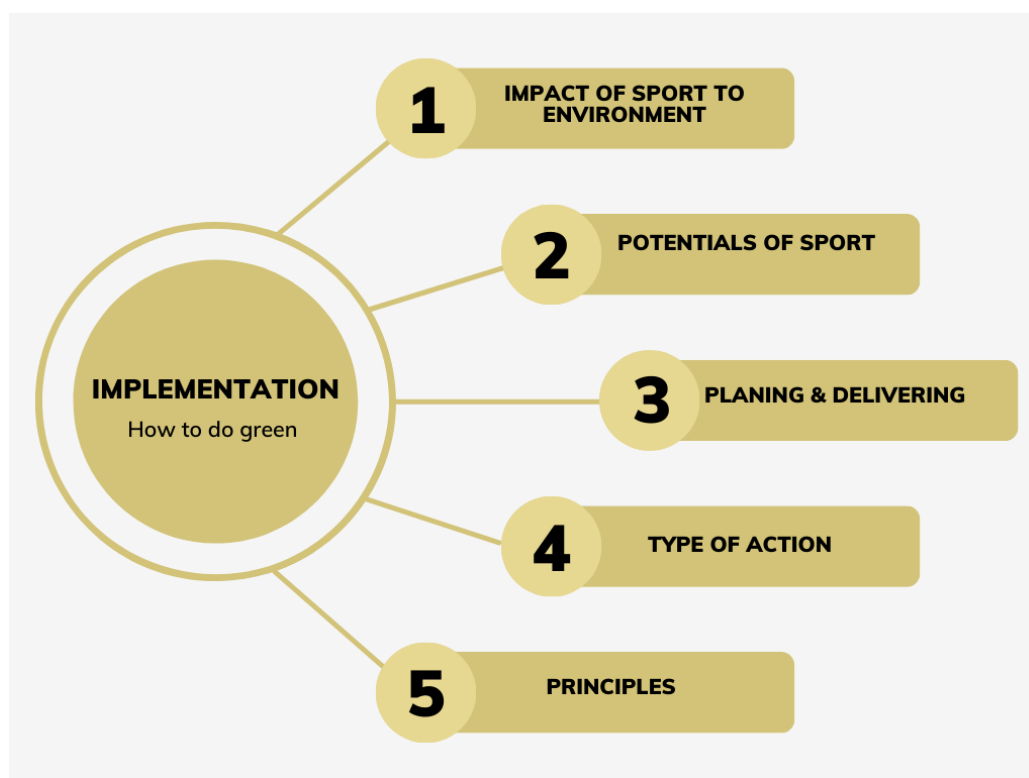 1
IMPACT OF SPORT TO
ENVIRONMENT
2
POTENTIALS OF SPORT
IMPLEMENTATION
How to do green
3
PLANING & DELIVERING
4
TYPE OF ACTION
5
PRINCIPLES